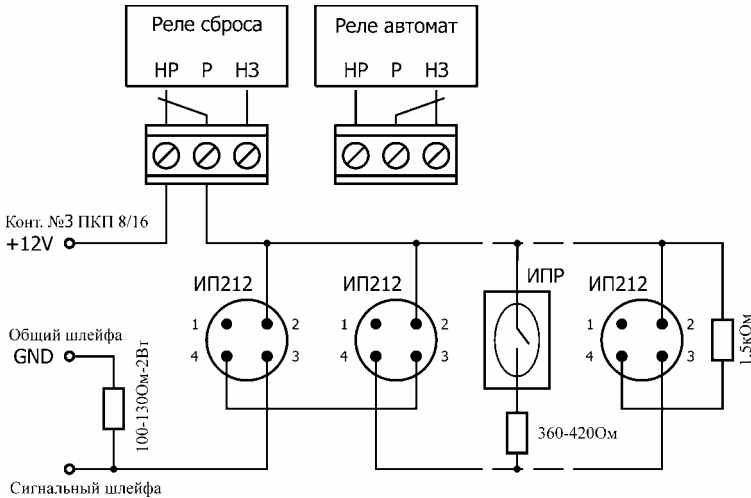 Реле сброса
Реле автомат
НР Р НЗ
НР Р НЗ
Конт. №3 ПКП 8/16
+12V
ИП212
ИП212
ИПР
ИП212
1 2
4 3
1 2
4 3
1 2
4 3
Общий шлейфа
GND
100-130Ом-2Вт
1,5кОм
360-420Ом
Сигнальный шлейфа